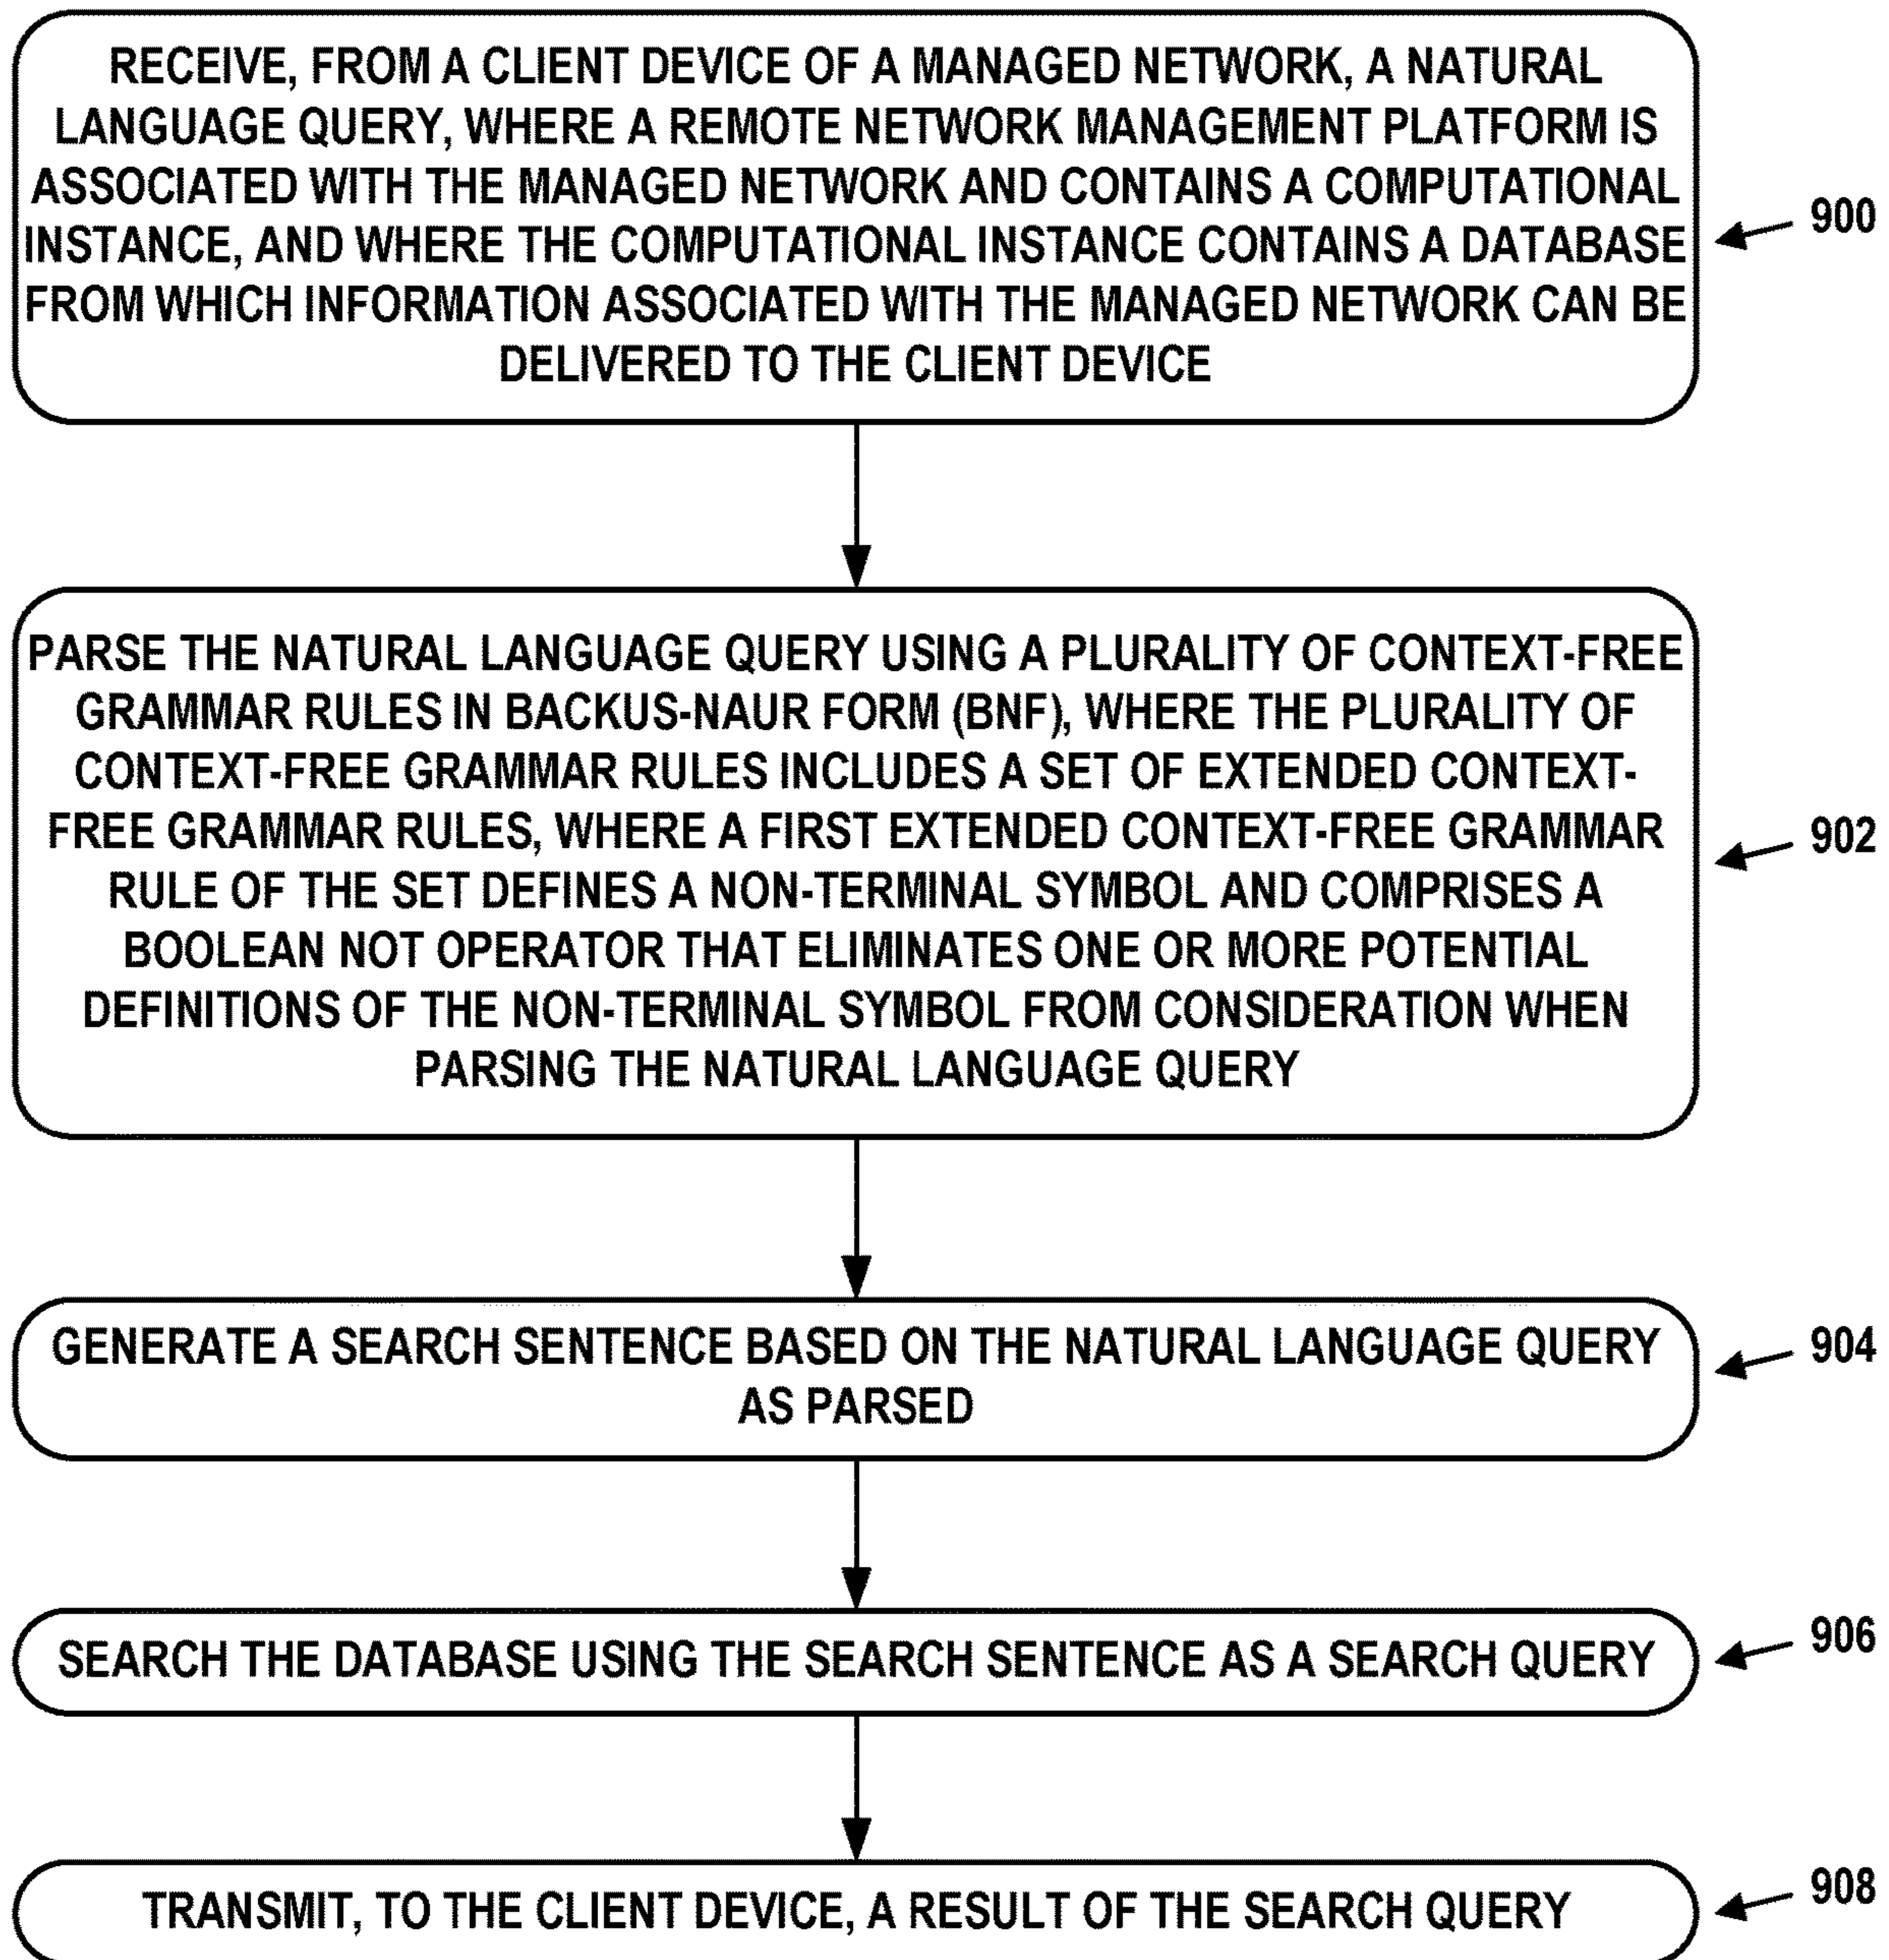 RECEIVE, FROM A CLIENT DEVICE OF A MANAGED NETWORK, A NATURAL
LANGUAGE QUERY, WHERE A REMOTE NETWORK MANAGEMENT PLATFORM IS
ASSOCIATED WITH THE MANAGED NETWORK AND CONTAINS A COMPUTATIONAL
INSTANCE, AND WHERE THE COMPUTATIONAL INSTANCE CONTAINS A DATABASE
FROM WHICH INFORMATION ASSOCIATED WITH THE MANAGED NETWORK CAN BE
DELIVERED TO THE CLIENT DEVICE
900
PARSE THE NATURAL LANGUAGE QUERY USING A PLURALITY OF CONTEXT-FREE
GRAMMAR RULES IN BACKUS-NAUR FORM (BNF), WHERE THE PLURALITY OF
CONTEXT-FREE GRAMMAR RULES INCLUDES A SET OF EXTENDED CONTEXT-
FREE GRAMMAR RULES, WHERE A FIRST EXTENDED CONTEXT-FREE GRAMMAR
RULE OF THE SET DEFINES A NON-TERMINAL SYMBOL AND COMPRISES A
BOOLEAN NOT OPERATOR THAT ELIMINATES ONE OR MORE POTENTIAL
DEFINITIONS OF THE NON-TERMINAL SYMBOL FROM CONSIDERATION WHEN
PARSING THE NATURAL LANGUAGE QUERY
902
GENERATE A SEARCH SENTENCE BASED ON THE NATURAL LANGUAGE QUERY
AS PARSED
904
SEARCH THE DATABASE USING THE SEARCH SENTENCE AS A SEARCH QUERY
906
TRANSMIT, TO THE CLIENT DEVICE, A RESULT OF THE SEARCH QUERY
908